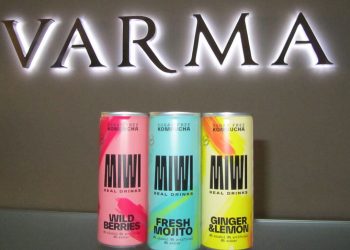 VARMA
SUGAR FREE
KOMBUCHA
MIWI
REAL DRINKS
WILD
BERRIES
SUGAR FREE
KOMBUCHA
MIWI
REAL DRINKS
FRESH
MOJITO
SUGAR FREE
KOMBUCHA
MIWI
REAL DRINKS
GINGER
&LEMON